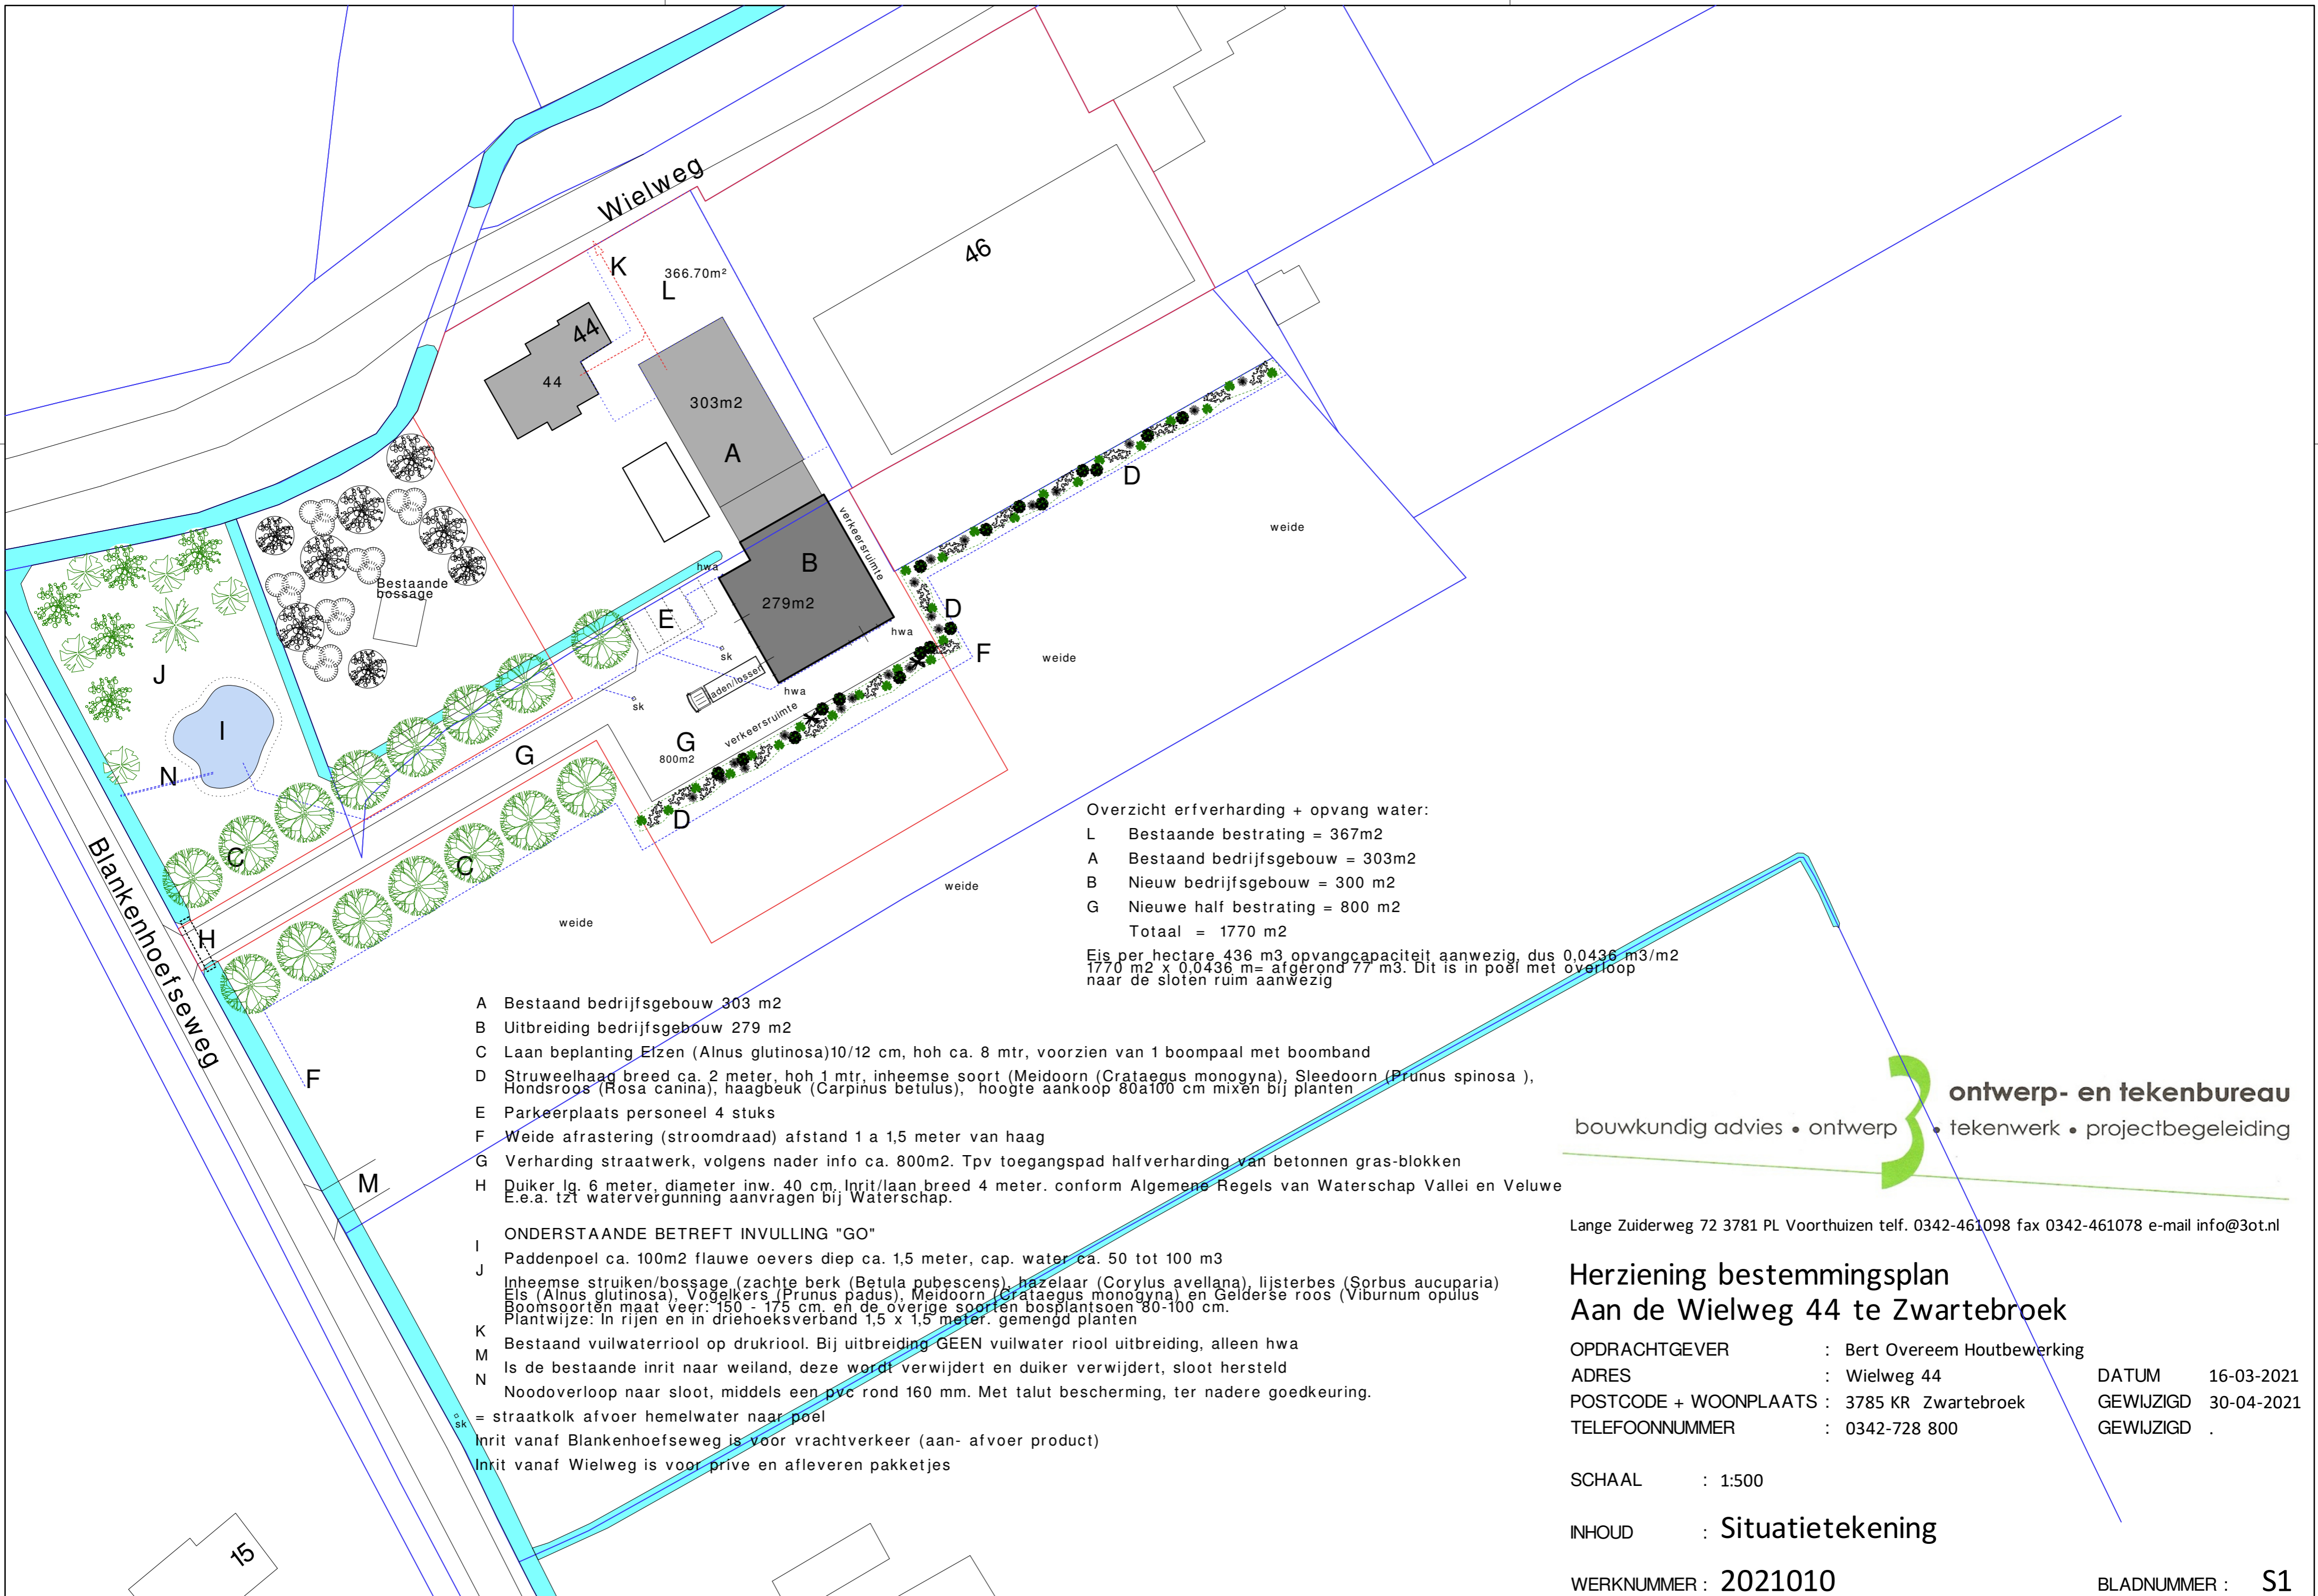 Wielweg
46
K
366.70m²
L
44
44
303m2
A
D
weide
verkeersruimte
B
hwa
279m2
Bestaande
bossage
E
D
hwa
F
weide
sk
J
laden/lossen
hwa
sk
I
verkeersruimte
G
G
800m2
N
D
C
C
weide
weide
Blankenhoefseweg
H
F
M
15
Overzicht erfverharding + opvang water:
L Bestaande bestrating = 367m2
A Bestaand bedrijfsgebouw = 303m2
B Nieuw bedrijfsgebouw = 300 m2
G Nieuwe half bestrating = 800 m2
Totaal = 1770 m2
Eis per hectare 436 m3 opvangcapaciteit aanwezig, dus 0,0436 m3/m2
1770 m2 x 0,0436 m= afgerond 77 m3. Dit is in poel met overloop
naar de sloten ruim aanwezig
A Bestaand bedrijfsgebouw 303 m2
B Uitbreiding bedrijfsgebouw 279 m2
C Laan beplanting Elzen (Alnus glutinosa)10/12 cm, hoh ca. 8 mtr, voorzien van 1 boompaal met boomband
D Struweelhaag breed ca. 2 meter, hoh 1 mtr, inheemse soort (Meidoorn (Crataegus monogyna), Sleedoorn (Prunus spinosa ),
Hondsroos (Rosa canina), haagbeuk (Carpinus betulus), hoogte aankoop 80a100 cm mixen bij planten
E Parkeerplaats personeel 4 stuks
F Weide afrastering (stroomdraad) afstand 1 a 1,5 meter van haag
G Verharding straatwerk, volgens nader info ca. 800m2. Tpv toegangspad halfverharding van betonnen gras-blokken
H Duiker lg. 6 meter, diameter inw. 40 cm, Inrit/laan breed 4 meter. conform Algemene Regels van Waterschap Vallei en Veluwe
E.e.a. tzt watervergunning aanvragen bij Waterschap.
ONDERSTAANDE BETREFT INVULLING "GO"
I
Paddenpoel ca. 100m2 flauwe oevers diep ca. 1,5 meter, cap. water ca. 50 tot 100 m3
J
Inheemse struiken/bossage (zachte berk (Betula pubescens), hazelaar (Corylus avellana), lijsterbes (Sorbus aucuparia)
Els (Alnus glutinosa), Vogelkers (Prunus padus), Meidoorn (Crataegus monogyna) en Gelderse roos (Viburnum opulus
Boomsoorten maat veer: 150 - 175 cm. en de overige soorten bosplantsoen 80-100 cm.
Plantwijze: In rijen en in driehoeksverband 1,5 x 1,5 meter. gemengd planten
K
Bestaand vuilwaterriool op drukriool. Bij uitbreiding GEEN vuilwater riool uitbreiding, alleen hwa
M
Is de bestaande inrit naar weiland, deze wordt verwijdert en duiker verwijdert, sloot hersteld
N
Noodoverloop naar sloot, middels een pvc rond 160 mm. Met talut bescherming, ter nadere goedkeuring.
sk = straatkolk afvoer hemelwater naar poel
Inrit vanaf Blankenhoefseweg is voor vrachtverkeer (aan- afvoer product)
Inrit vanaf Wielweg is voor prive en afleveren pakketjes
3 ontwerp- en tekenbureau
bouwkundig advies • ontwerp • tekenwerk • projectbegeleiding
Lange Zuiderweg 72 3781 PL Voorthuizen telf. 0342-461098 fax 0342-461078 e-mail info@3ot.nl
Herziening bestemmingsplan
Aan de Wielweg 44 te Zwartebroek
OPDRACHTGEVER : Bert Overeem Houtbewerking
ADRES : Wielweg 44 DATUM 16-03-2021
POSTCODE + WOONPLAATS : 3785 KR Zwartebroek GEWIJZIGD 30-04-2021
TELEFOONNUMMER : 0342-728 800 GEWIJZIGD .
SCHAAL : 1:500
INHOUD : Situatietekening
WERKNUMMER : 2021010 BLADNUMMER : S1